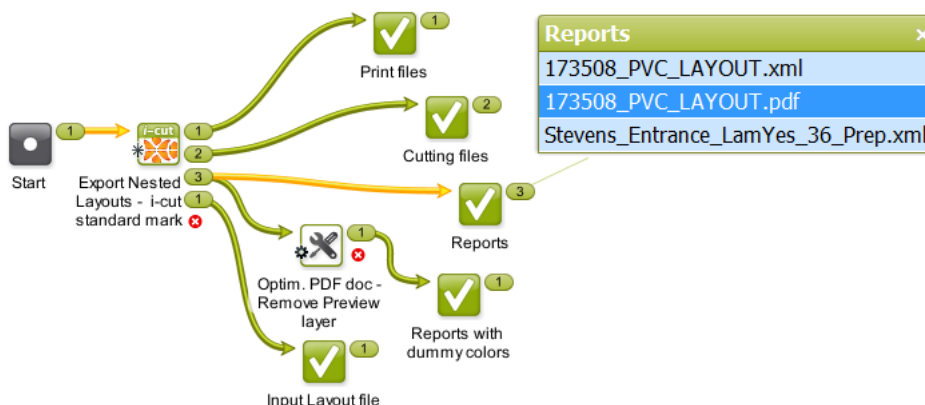 1
Print files
Reports ×
173508_PVC_LAYOUT.xml
173508_PVC_LAYOUT.pdf
Stevens_Entrance_LamYes_36_Prep.xml
1
i-cut
1
2
3
1
2
Cutting files
Start
Export Nested
Layouts - i-cut
standard mark
3
Reports
1
Optim. PDF doc -
Remove Preview
layer
1
Reports with
dummy colors
1
Input Layout file